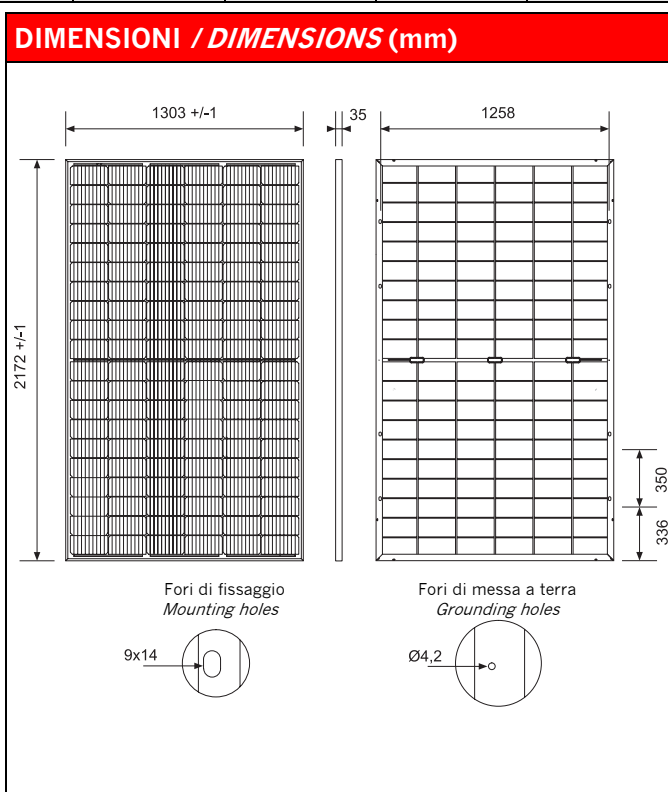 DIMENSIONI / DIMENSIONS (mm)
1303 +/-1
35
1258
2172 +/-1
350
336
Fori di fissaggio
Mounting holes
Fori di messa a terra
Grounding holes
9x14
Ø4,2